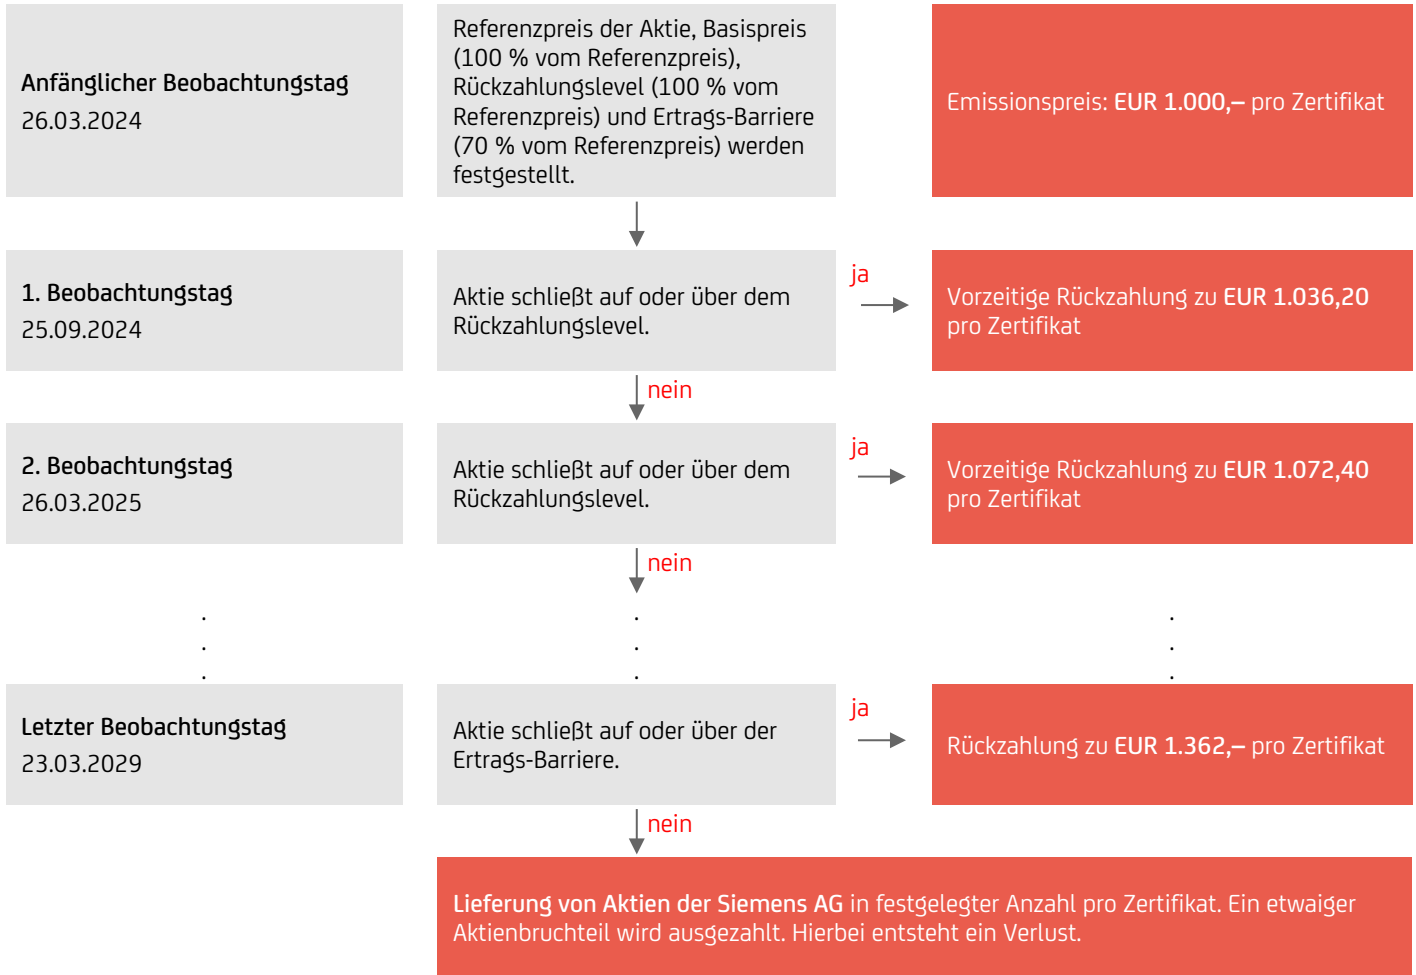 Anfänglicher Beobachtungstag
26.03.2024
Referenzpreis der Aktie, Basispreis
(100 % vom Referenzpreis),
Rückzahlungslevel (100 % vom
Referenzpreis) und Ertrags-Barriere
(70 % vom Referenzpreis) werden
festgestellt.
Emissionspreis: EUR 1.000,– pro Zertifikat
1. Beobachtungstag
25.09.2024
Aktie schließt auf oder über dem
Rückzahlungslevel.
ja
Vorzeitige Rückzahlung zu EUR 1.036,20
pro Zertifikat
nein
2. Beobachtungstag
26.03.2025
Aktie schließt auf oder über dem
Rückzahlungslevel.
ja
Vorzeitige Rückzahlung zu EUR 1.072,40
pro Zertifikat
nein
. . .
. . .
. . .
Letzter Beobachtungstag
23.03.2029
Aktie schließt auf oder über der
Ertrags-Barriere.
ja
Rückzahlung zu EUR 1.362,– pro Zertifikat
nein
Lieferung von Aktien der Siemens AG in festgelegter Anzahl pro Zertifikat. Ein etwaiger
Aktienbruchteil wird ausgezahlt. Hierbei entsteht ein Verlust.